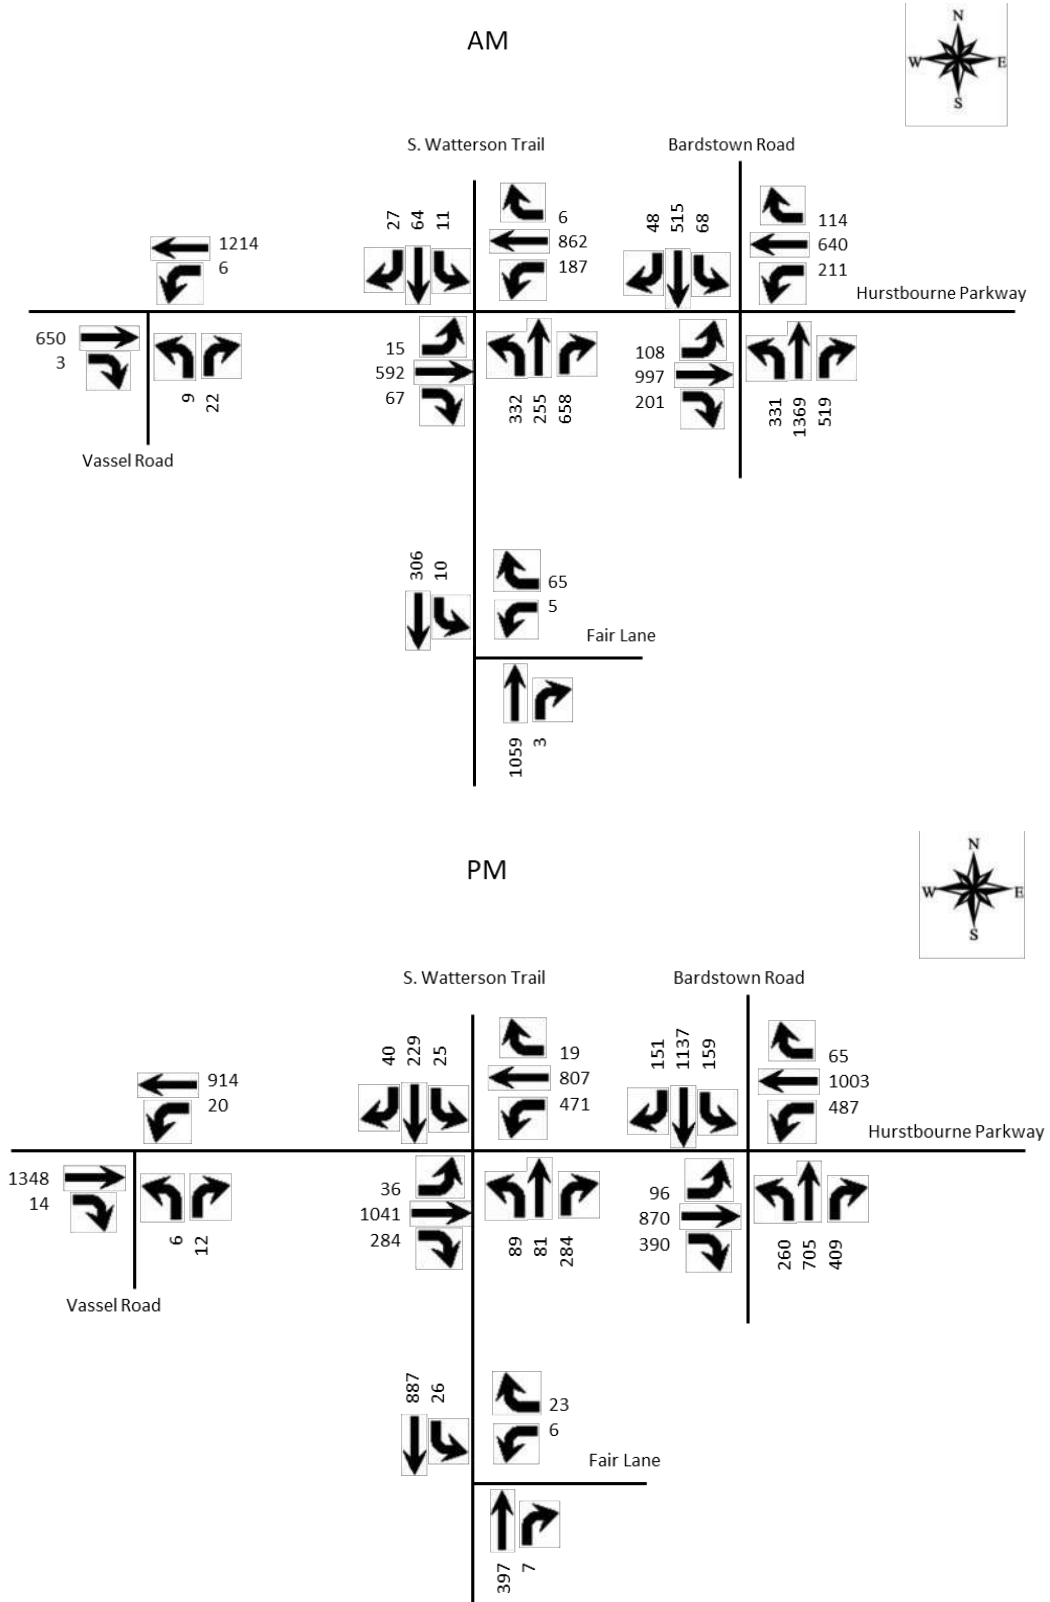 AM
N
W E
S
S. Watterson Trail
Bardstown Road
27 64 11
6
862
187
48 515 68
114
640
211
1214
6
Hurstbourne Parkway
650
3
9 22
15
592
67
332 255 658
108
997
201
331 1369 519
Vassel Road
306 10
65
5
Fair Lane
1059 3
PM
N
W E
S
S. Watterson Trail
Bardstown Road
40 229 25
19
807
471
151 1137 159
65
1003
487
914
20
Hurstbourne Parkway
1348
14
6 12
36
1041
284
89 81 284
96
870
390
260 705 409
Vassel Road
887 26
23
6
Fair Lane
397 7